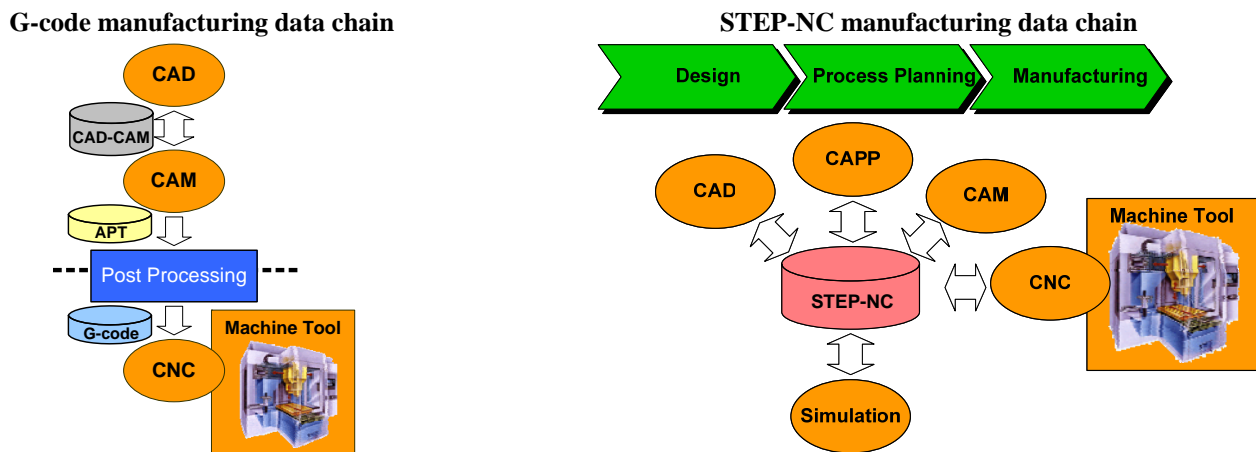 G-code manufacturing data chain
CAD
CAD-CAM
CAM
APT
Post Processing
G-code
CNC
Machine Tool
STEP-NC manufacturing data chain
Design
Process Planning
Manufacturing
CAPP
CAD
CAM
Machine Tool
STEP-NC
CNC
Simulation